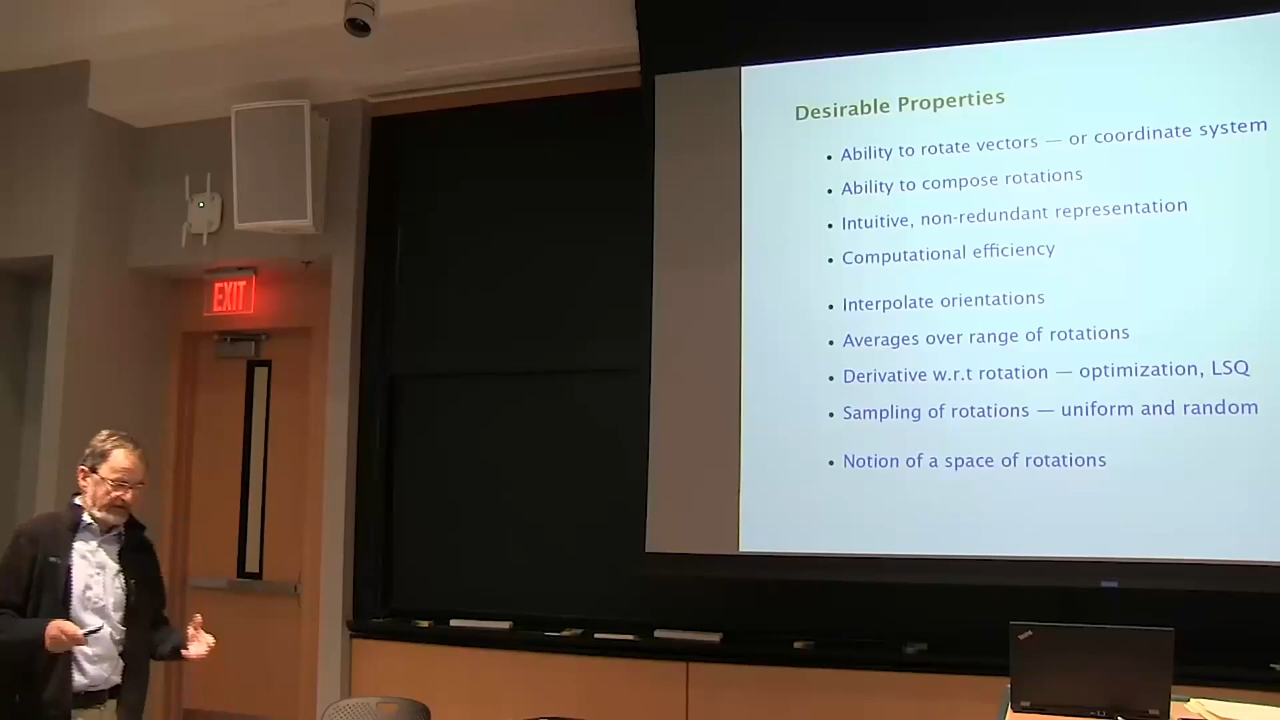 Desirable Properties
• Ability to rotate vectors — or coordinate system
• Ability to compose rotations
• Intuitive, non-redundant representation
• Computational efficiency
• Interpolate orientations
• Averages over range of rotations
• Derivative w.r.t rotation — optimization, LSQ
• Sampling of rotations — uniform and random
• Notion of a space of rotations
EXIT